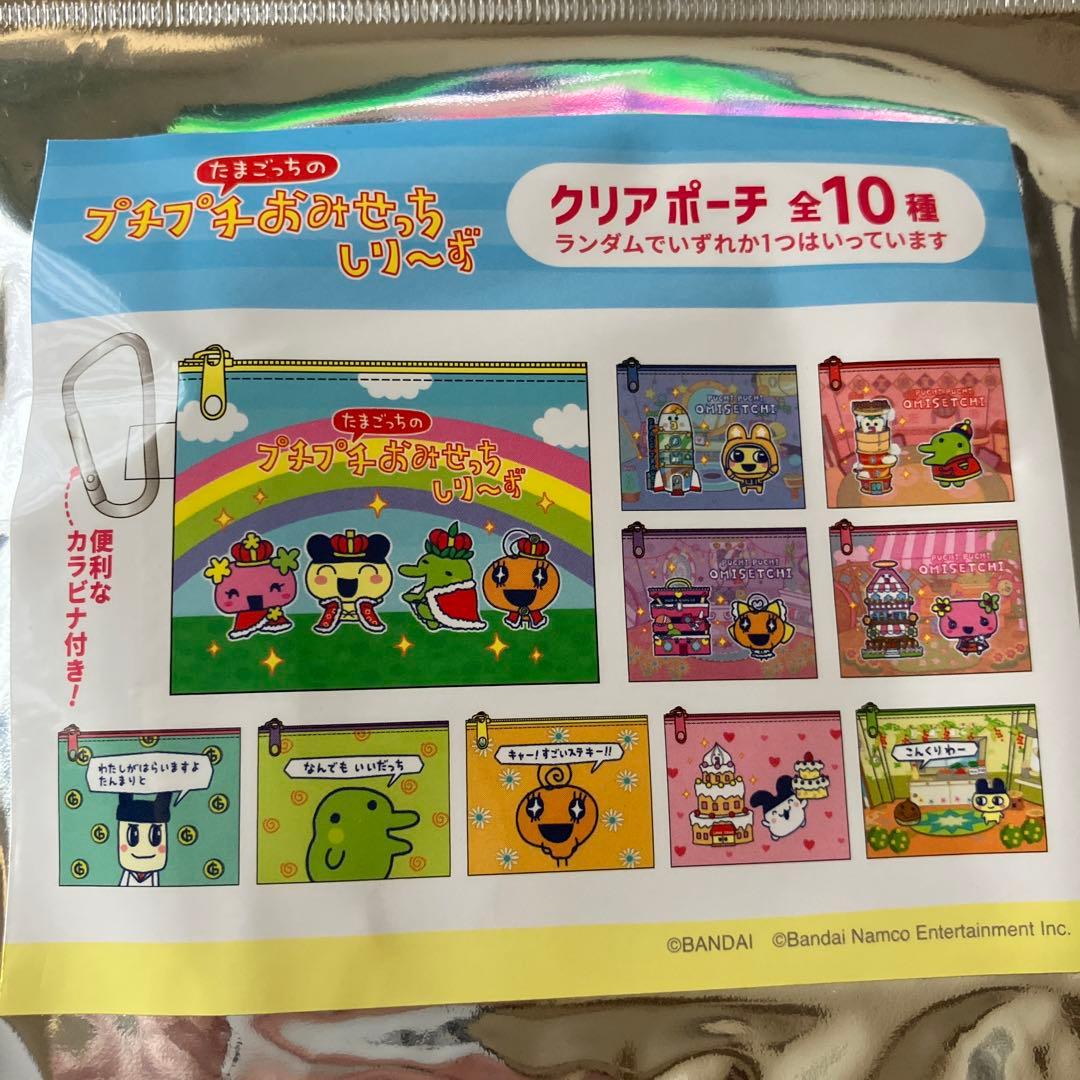 たまごっちの
プチプチおみせっち
しり〜ず
クリアポーチ 全10種
ランダムでいずれか1つはいっています
便利な
カラビナ付き!
たまごっちの
プチプチおみせっち
しり〜ず
PUCHI PUCHI
OMISETCHI
PUCHI PUCHI
OMISETCHI
PUCHI PUCHI
OMISETCHI
PUCHI PUCHI
OMISETCHI
わたしがはらいますよ
たんまりと
なんでも いいだっち
キャー!すごいステキー!!
こんくりわー
©BANDAI ©Bandai Namco Entertainment Inc.